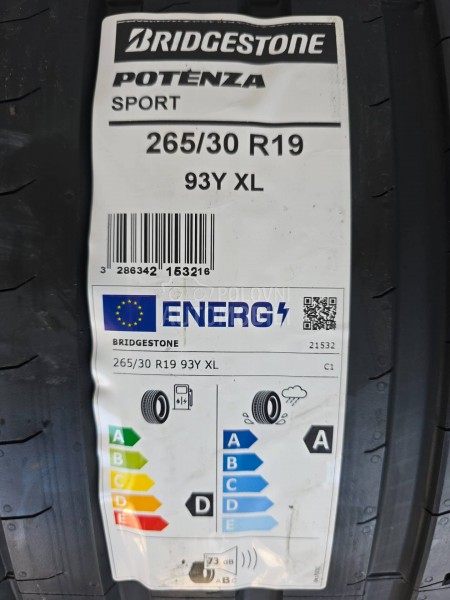 BRIDGESTONE
POTENZA
SPORT
265/30 R19
93Y XL
3 286342 153216
POLOVNI
ENERG
BRIDGESTONE 21532
265/30 R19 93Y XL C1
A A
B B
C C
D D
E E
D
A
73 dB
A B